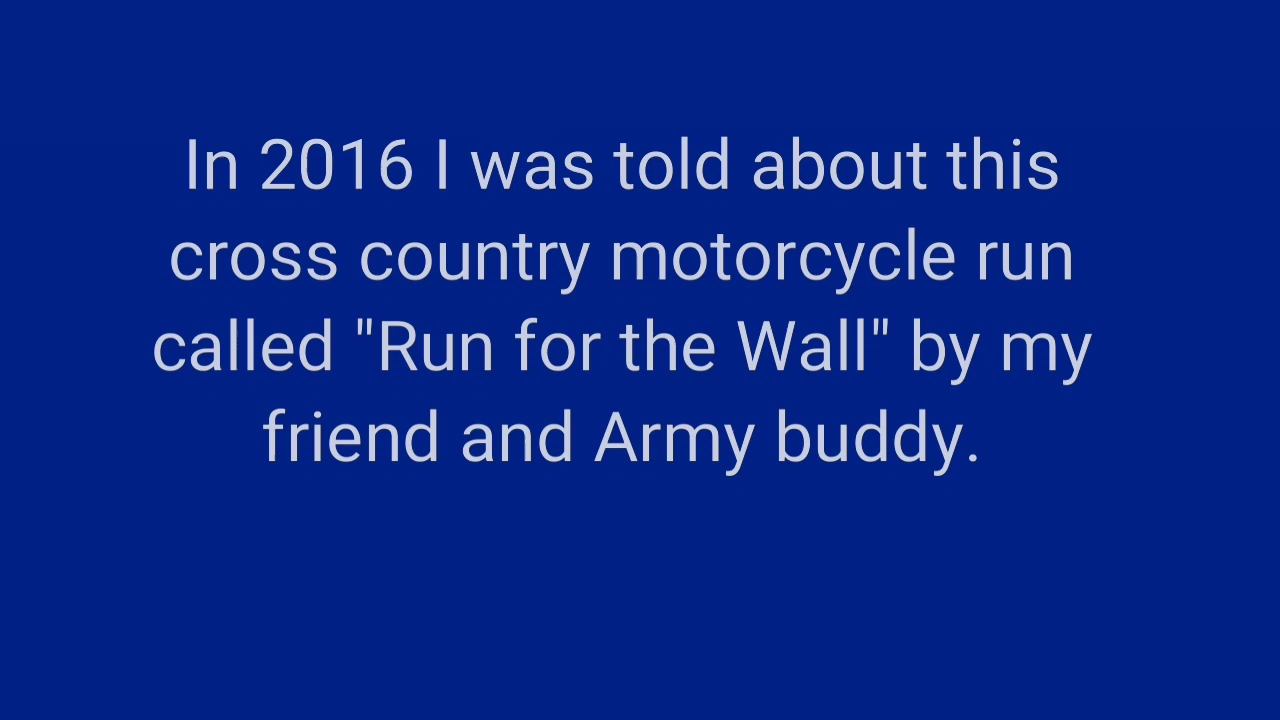 In 2016 I was told about this
cross country motorcycle run
called "Run for the Wall" by my
friend and Army buddy.